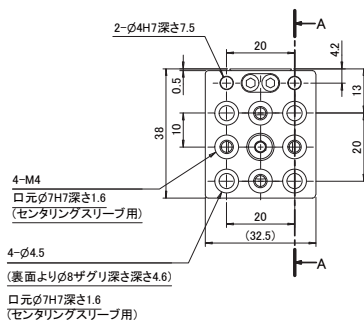 A
2-Ø4H7深さ7.5
20
4.2
0.5
13
38
10
20
4-M4
口元Ø7H7深さ1.6
(センタリングスリーブ用)
20
(32.5)
4-Ø4.5
(裏面よりØ8ザグリ深さ深さ4.6)
A
口元Ø7H7深さ1.6
(センタリングスリーブ用)